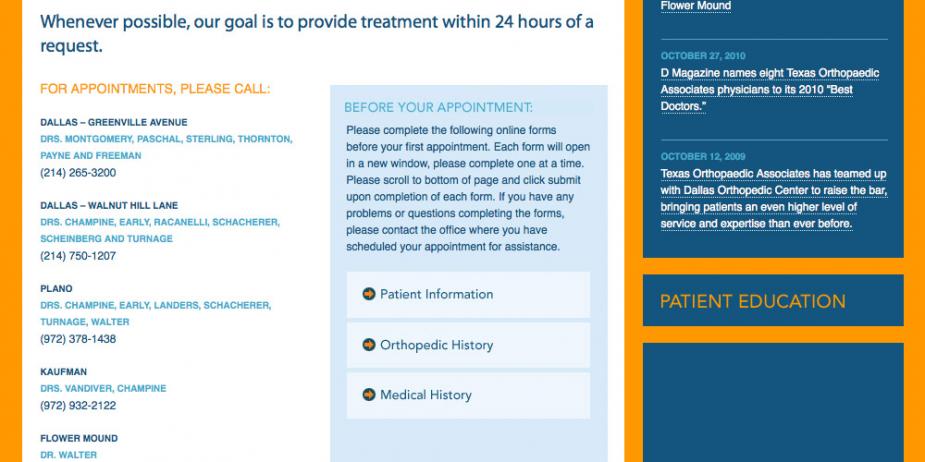 Whenever possible, our goal is to provide treatment within 24 hours of a
request.
FOR APPOINTMENTS, PLEASE CALL:
DALLAS – GREENVILLE AVENUE
DRS. MONTGOMERY, PASCHAL, STERLING, THORNTON,
PAYNE AND FREEMAN
(214) 265-3200
DALLAS – WALNUT HILL LANE
DRS. CHAMPINE, EARLY, RACANELLI, SCHACHERER,
SCHEINBERG AND TURNAGE
(214) 750-1207
PLANO
DRS. CHAMPINE, EARLY, LANDERS, SCHACHERER,
TURNAGE, WALTER
(972) 378-1438
KAUFMAN
DRS. VANDIVER, CHAMPINE
(972) 932-2122
FLOWER MOUND
DR. WALTER
BEFORE YOUR APPOINTMENT:
Please complete the following online forms
before your first appointment. Each form will open
in a new window, please complete one at a time.
Please scroll to bottom of page and click submit
upon completion of each form. If you have any
problems or questions completing the forms,
please contact the office where you have
scheduled your appointment for assistance.
Patient Information
Orthopedic History
Medical History
Flower Mound
OCTOBER 27, 2010
D Magazine names eight Texas Orthopaedic
Associates physicians to its 2010 "Best
Doctors."
OCTOBER 12, 2009
Texas Orthopaedic Associates has teamed up
with Dallas Orthopedic Center to raise the bar,
bringing patients an even higher level of
service and expertise than ever before.
PATIENT EDUCATION